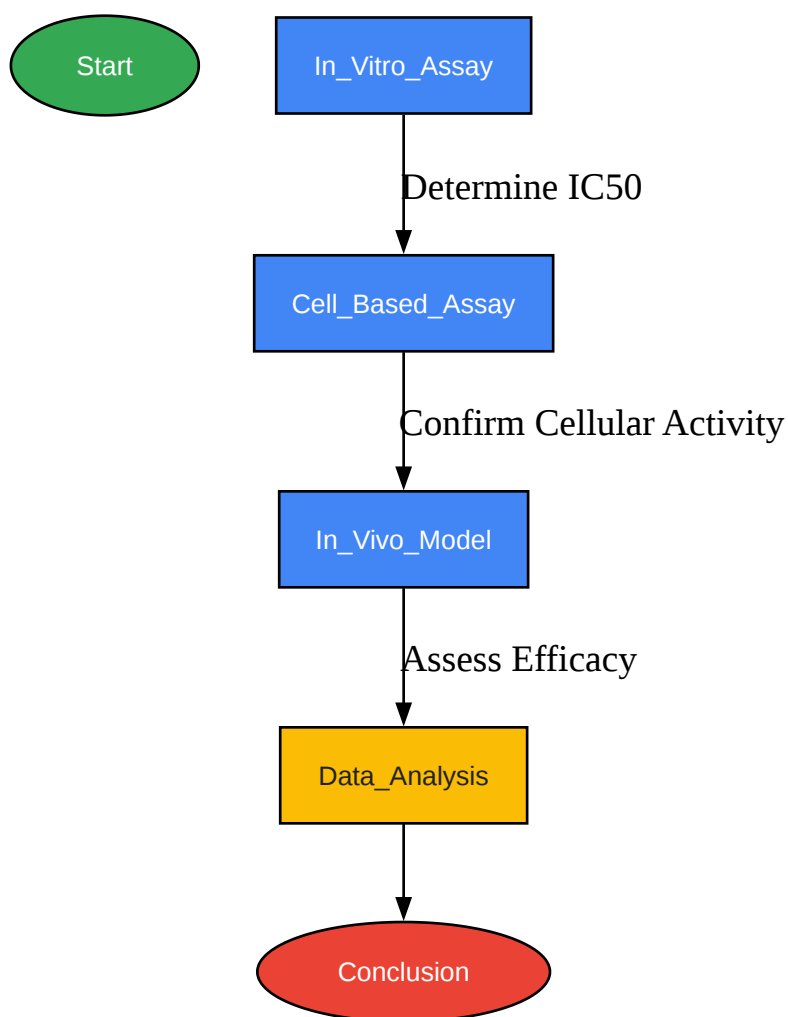 Start
In_Vitro_Assay
Determine IC50
Cell_Based_Assay
Confirm Cellular Activity
In_Vivo_Model
Assess Efficacy
Data_Analysis
Conclusion